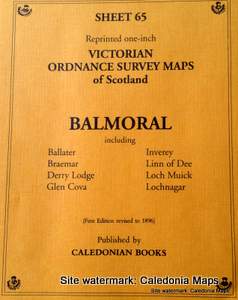 SHEET 65
Reprinted one-inch
VICTORIAN
ORDNANCE SURVEY MAPS
of Scotland
BALMORAL
including
Ballater
Braemar
Derry Lodge
Glen Cova
Inverey
Linn of Dee
Loch Muick
Lochnagar
[First Edition revised to 1896]
Published by
CALEDONIAN BOOKS
Site watermark: Caledonia Maps
Site watermark: Caledonia Maps